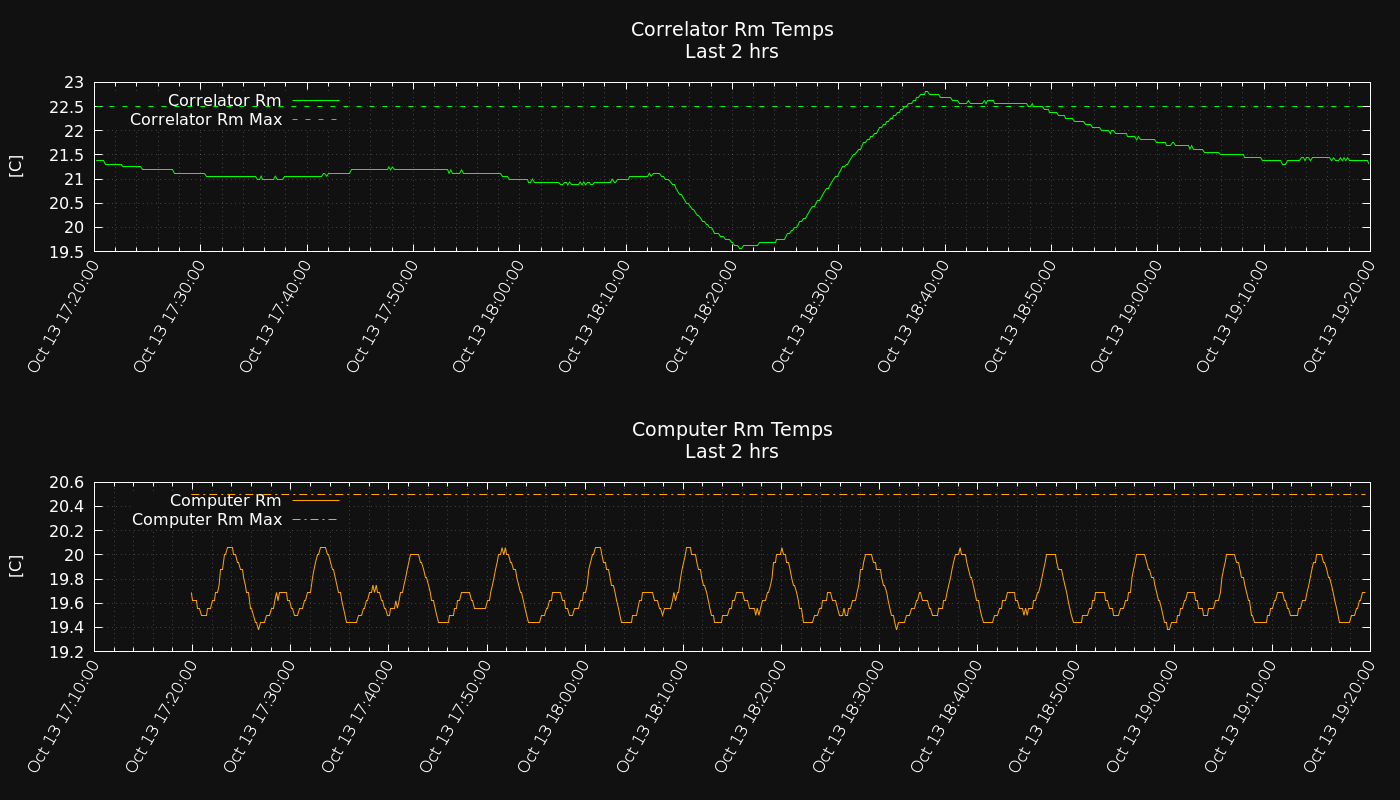 Correlator Rm Temps
Last 2 hrs
23
22.5
22
21.5
21
20.5
20
19.5
[C]
Correlator Rm
Correlator Rm Max
Oct 13 17:20:00
Oct 13 17:30:00
Oct 13 17:40:00
Oct 13 17:50:00
Oct 13 18:00:00
Oct 13 18:10:00
Oct 13 18:20:00
Oct 13 18:30:00
Oct 13 18:40:00
Oct 13 18:50:00
Oct 13 19:00:00
Oct 13 19:10:00
Oct 13 19:20:00
Computer Rm Temps
Last 2 hrs
20.6
20.4
20.2
20
19.8
19.6
19.4
19.2
[C]
Computer Rm
Computer Rm Max
Oct 13 17:10:00
Oct 13 17:20:00
Oct 13 17:30:00
Oct 13 17:40:00
Oct 13 17:50:00
Oct 13 18:00:00
Oct 13 18:10:00
Oct 13 18:20:00
Oct 13 18:30:00
Oct 13 18:40:00
Oct 13 18:50:00
Oct 13 19:00:00
Oct 13 19:10:00
Oct 13 19:20:00